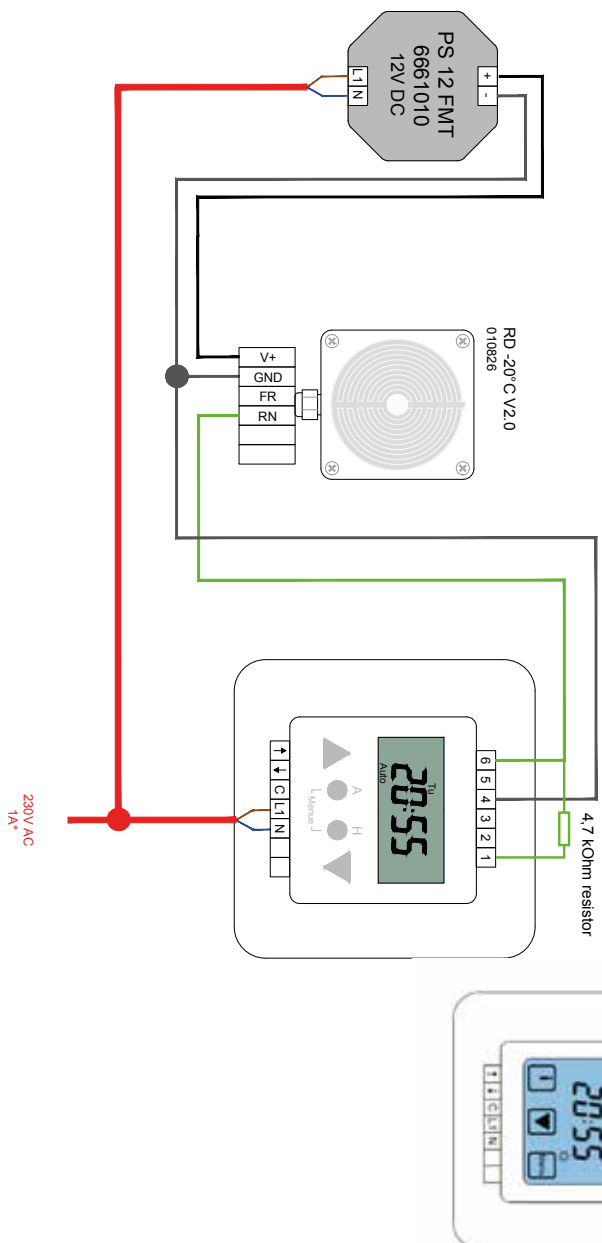 PS 12 FMT
6661010
12V DC
L1 N
+ -
RD -20°C V2.0
010826
V+
GND
FR
RN
4,7 kOhm resistor
6 5 4 3 2 1
Tu
20:55
Auto
A H
Menue
↑ ↓ C L1 N
230V AC
1A*
20:55
↑ ↓ C L1 N